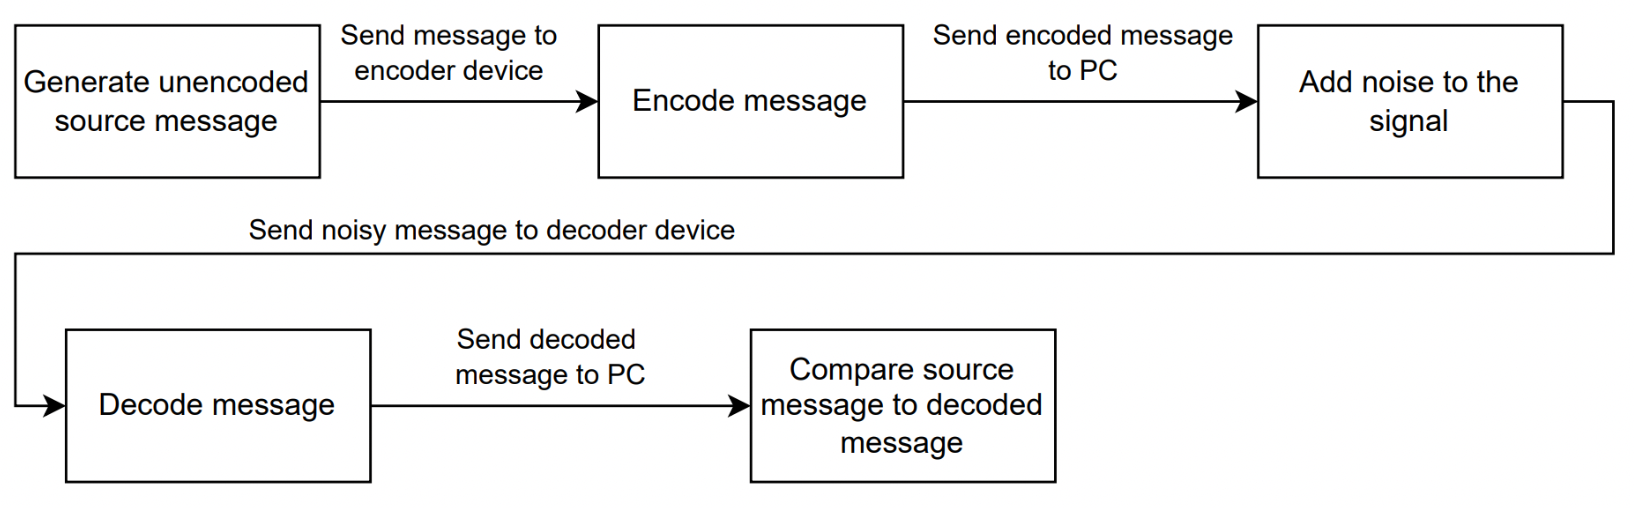 Generate unencoded
source message
Send message to
encoder device
Encode message
Send encoded message
to PC
Add noise to the
signal
Send noisy message to decoder device
Decode message
Send decoded
message to PC
Compare source
message to decoded
message